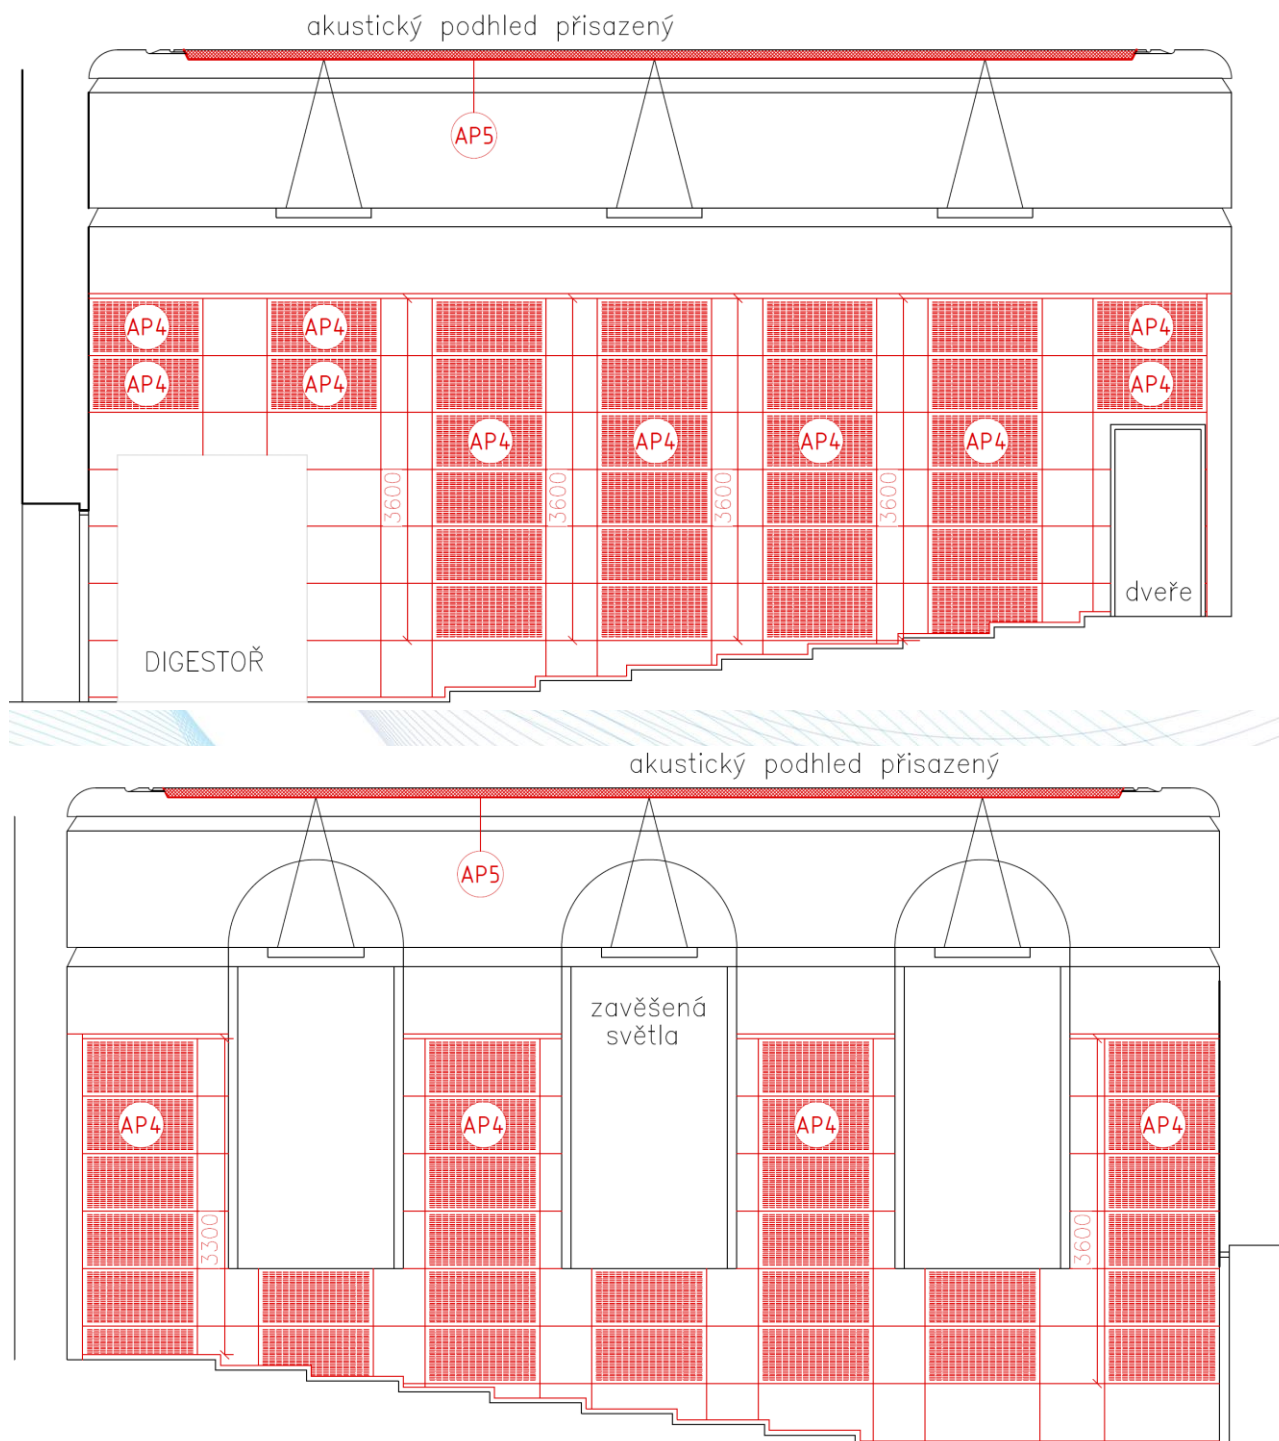 akustický podhled přisazený
AP5
AP4 AP4 AP4
AP4 AP4 AP4
AP4 AP4 AP4 AP4
3600 3600 3600 3600
dveře
DIGESTOŘ
akustický podhled přisazený
AP5
zavěšená
světla
AP4 AP4 AP4 AP4
3300 3600